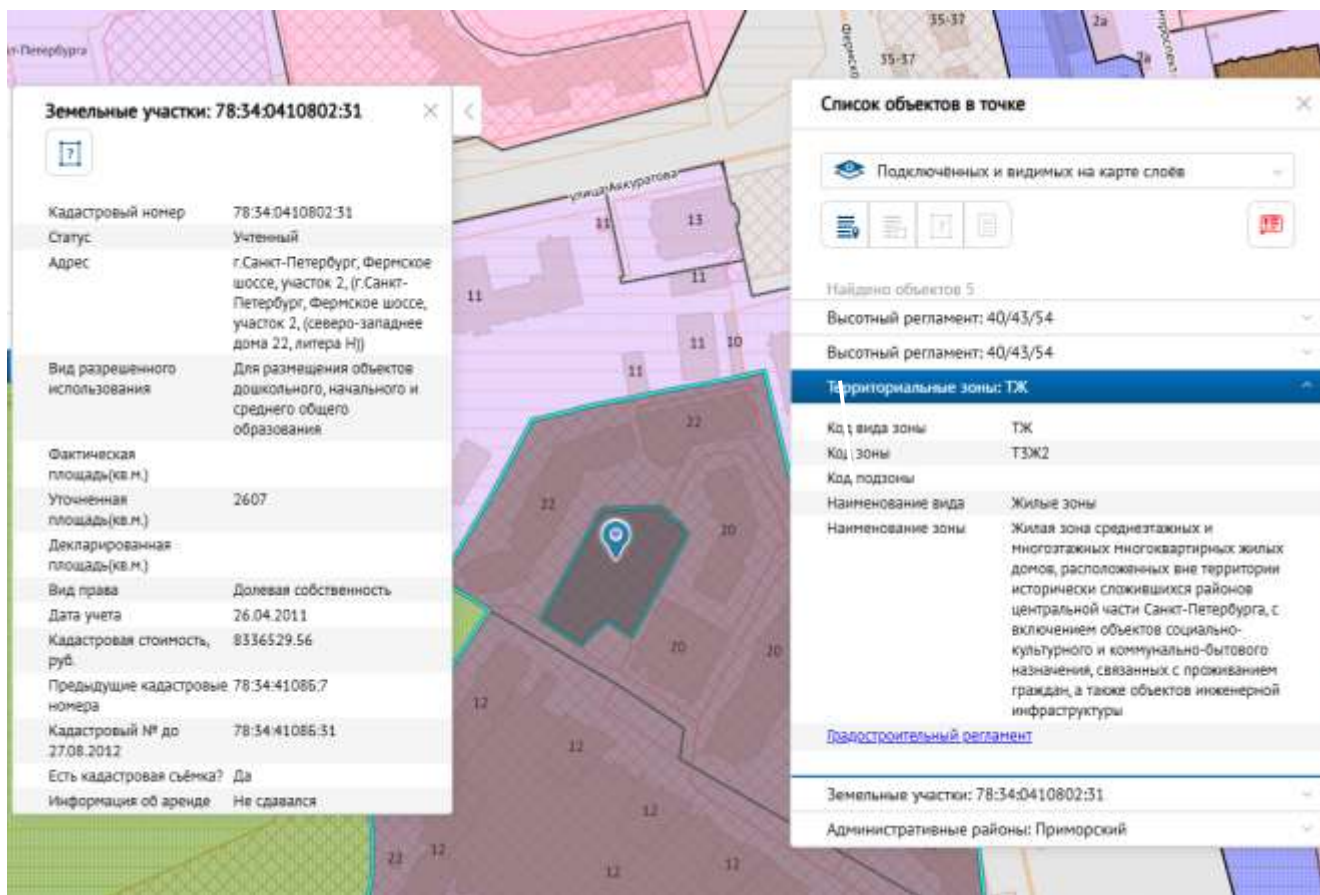 35-37
2а
Фермско
35-37
2а
т-Петербурга
Земельные участки: 78:34:0410802:31
Кадастровый номер 78:34:0410802:31
Статус Учтенный
Адрес г.Санкт-Петербург, Фермское
шоссе, участок 2, (г.Санкт-
Петербург, Фермское шоссе,
участок 2, (северо-западнее
дома 22, литера Н))
Вид разрешенного Для размещения объектов
использования дошкольного, начального и
среднего общего
образования
Фактическая
площадь(кв.м.)
Уточненная 2607
площадь(кв.м.)
Декларированная
площадь(кв.м.)
Вид права Долевая собственность
Дата учета 26.04.2011
Кадастровая стоимость, 8336529.56
руб.
Предыдущие кадастровые 78:34:41086:7
номера
Кадастровый № до 78:34:41086:31
27.08.2012
Есть кадастровая съёмка? Да
Информация об аренде Не сдавался
улица Аккуратова
11
13
11
11
11
10
11
22
22
20
20
20
12
12
12
12
22
12
12
12
Список объектов в точке
Подключённых и видимых на карте слоёв
Найдено объектов 5
Высотный регламент: 40/43/54
Высотный регламент: 40/43/54
Территориальные зоны: ТЖ
Код вида зоны ТЖ
Код зоны Т3Ж2
Код подзоны
Наименование вида Жилые зоны
Наименование зоны Жилая зона среднеэтажных и
многоэтажных многоквартирных жилых
домов, расположенных вне территории
исторически сложившихся районов
центральной части Санкт-Петербурга, с
включением объектов социально-
культурного и коммунально-бытового
назначения, связанных с проживанием
граждан, а также объектов инженерной
инфраструктуры
Градостроительный регламент
Земельные участки: 78:34:0410802:31
Административные районы: Приморский